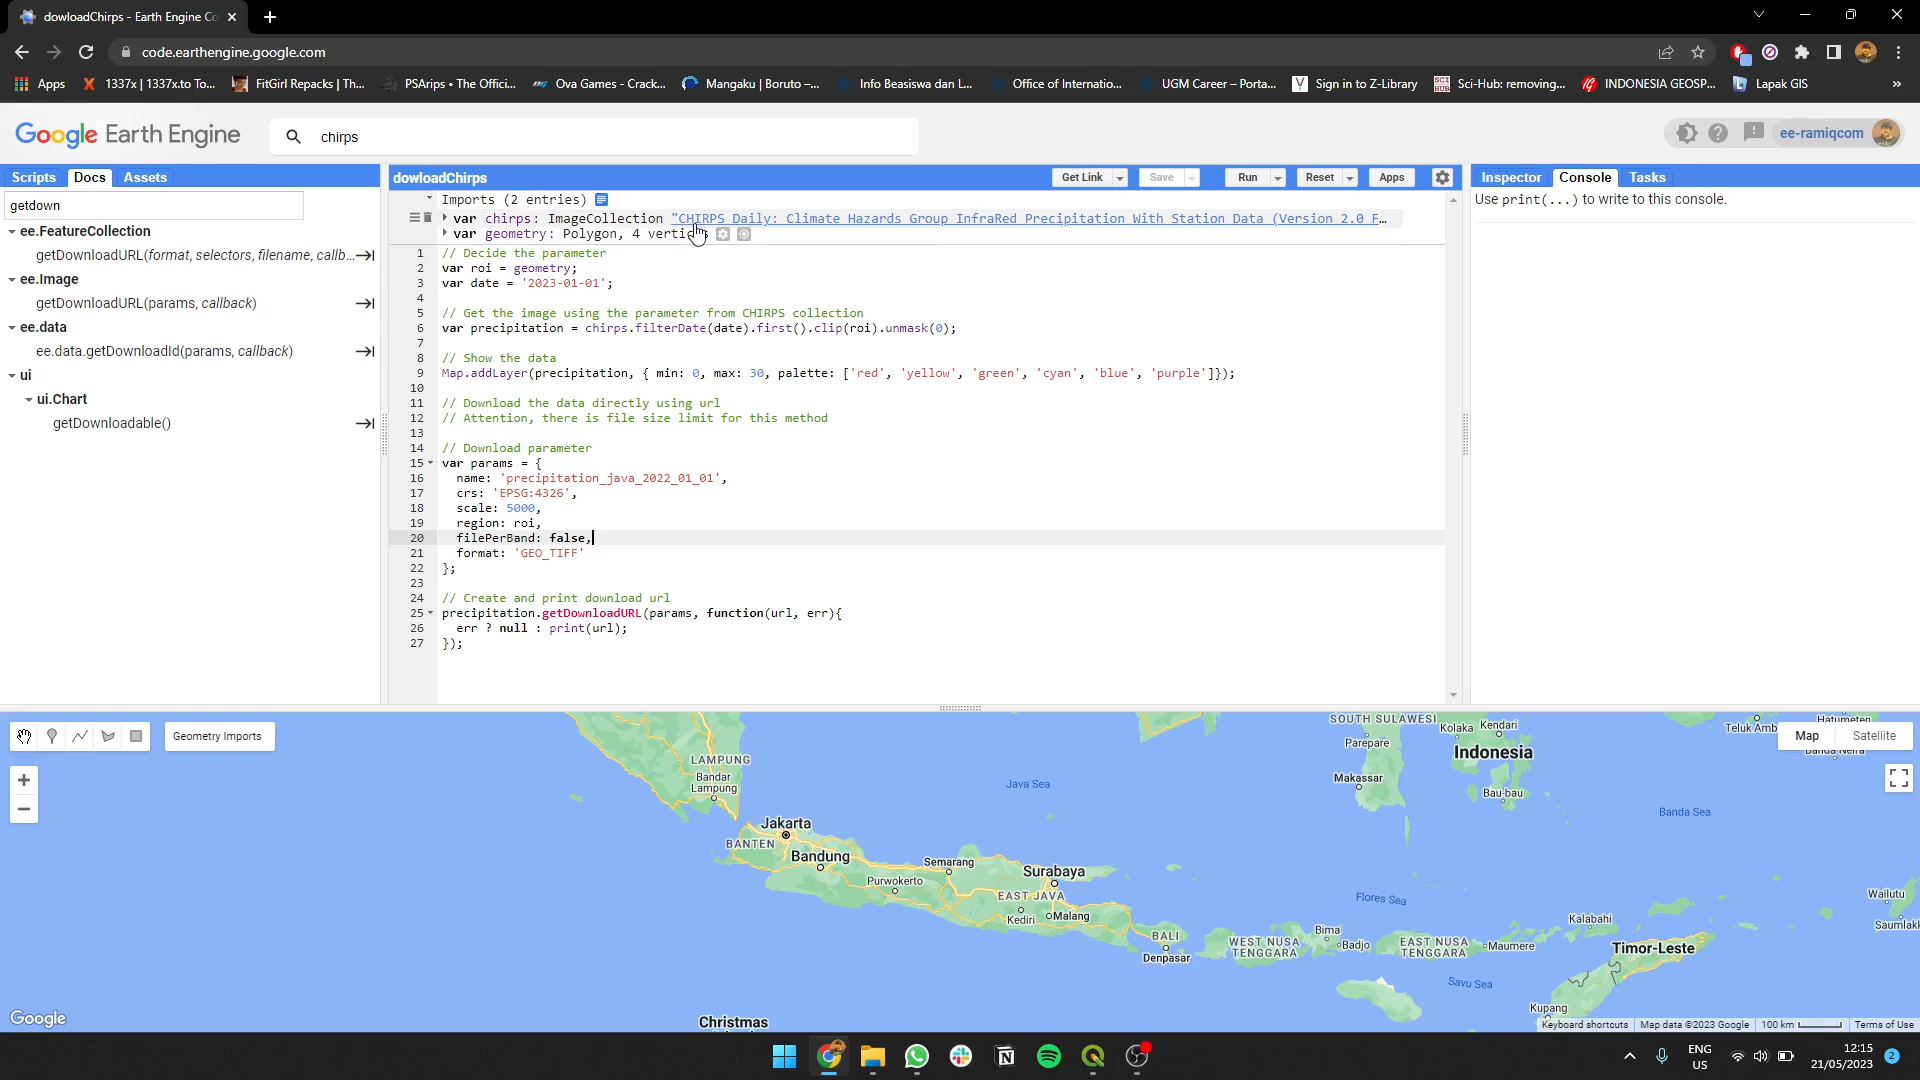 dowloadChirps - Earth Engine Co
code.earthengine.google.com
Apps
1337x | 1337x.to To...
FitGirl Repacks | Th...
PSArips • The Offici...
Ova Games - Crack...
Mangaku | Boruto –...
Info Beasiswa dan L...
Office of Internatio...
UGM Career – Porta...
Sign in to Z-Library
Sci-Hub: removing...
INDONESIA GEOSP...
Lapak GIS
Google Earth Engine
chirps
ee-ramiqcom
Scripts
Docs
Assets
getdown
ee.FeatureCollection
getDownloadURL(format, selectors, filename, callb...
ee.Image
getDownloadURL(params, callback)
ee.data
ee.data.getDownloadId(params, callback)
ui
ui.Chart
getDownloadable()
dowloadChirps
Get Link
Save
Run
Reset
Apps
Imports (2 entries)
var chirps: ImageCollection "CHIRPS Daily: Climate Hazards Group InfraRed Precipitation With Station Data (Version 2.0 F…
var geometry: Polygon, 4 vertic
1 // Decide the parameter
2 var roi = geometry;
3 var date = '2023-01-01';
4
5 // Get the image using the parameter from CHIRPS collection
6 var precipitation = chirps.filterDate(date).first().clip(roi).unmask(0);
7
8 // Show the data
9 Map.addLayer(precipitation, { min: 0, max: 30, palette: ['red', 'yellow', 'green', 'cyan', 'blue', 'purple']});
10
11 // Download the data directly using url
12 // Attention, there is file size limit for this method
13
14 // Download parameter
15 var params = {
16 name: 'precipitation_java_2022_01_01',
17 crs: 'EPSG:4326',
18 scale: 5000,
19 region: roi,
20 filePerBand: false,
21 format: 'GEO_TIFF'
22 };
23
24 // Create and print download url
25 precipitation.getDownloadURL(params, function(url, err){
26 err ? null : print(url);
27 });
Inspector
Console
Tasks
Use print(...) to write to this console.
Geometry Imports
Map
Satellite
LAMPUNG
Bandar
Lampung
Java Sea
Jakarta
BANTEN
Bandung
Semarang
Purwokerto
Surabaya
EAST JAVA
Kediri
Malang
BALI
Denpasar
SOUTH SULAWESI
Parepare
Makassar
Kolaka
Kendari
Indonesia
Bau-bau
Teluk Amb
Hatumeten
Banda Neira
Banda Sea
Flores Sea
WEST NUSA
TENGGARA
Bima
Badjo
EAST NUSA
TENGGARA
Maumere
Kalabahi
Timor-Leste
Wailutu
Saumlak
Savu Sea
Kupang
Christmas
Google
Keyboard shortcuts
Map data ©2023 Google
100 km
Terms of Use
ENG
US
12:15
21/05/2023
2